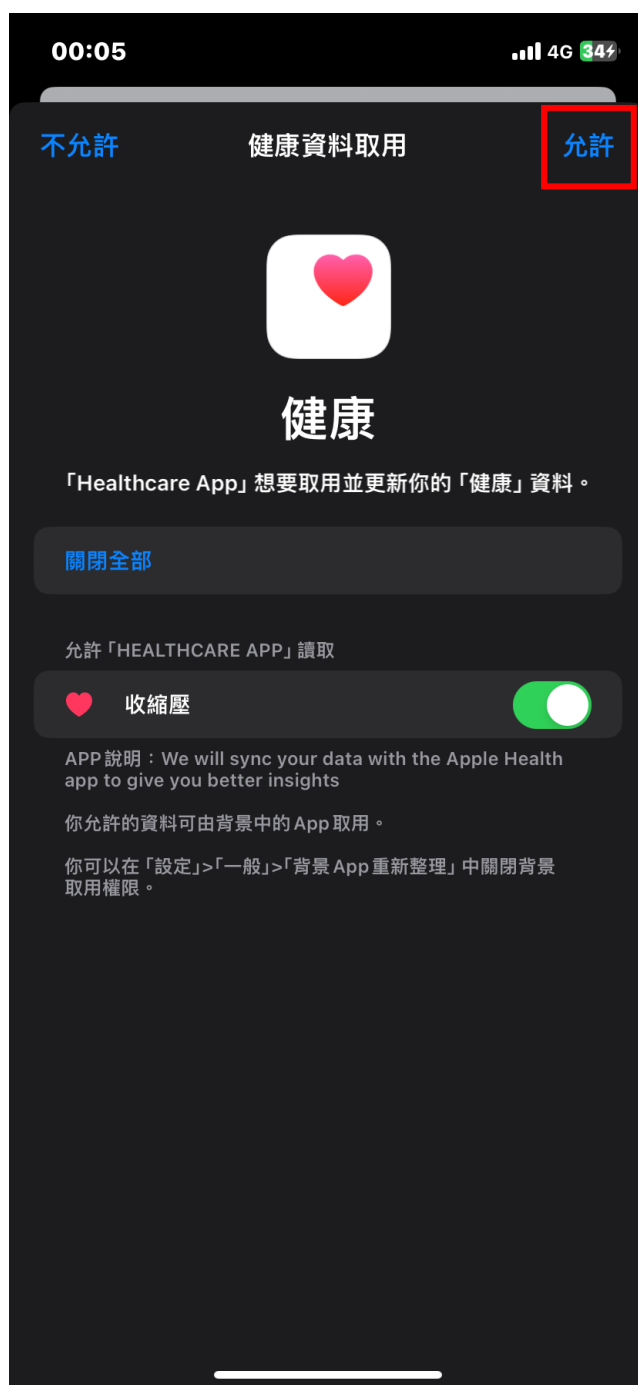 00:05
4G 34
不允許 健康資料取用 允許
健康
「Healthcare App」想要取用並更新你的「健康」資料。
關閉全部
允許「HEALTHCARE APP」讀取
收縮壓
APP 說明：We will sync your data with the Apple Health
app to give you better insights
你允許的資料可由背景中的 App 取用。
你可以在「設定」>「一般」>「背景 App 重新整理」中關閉背景
取用權限。